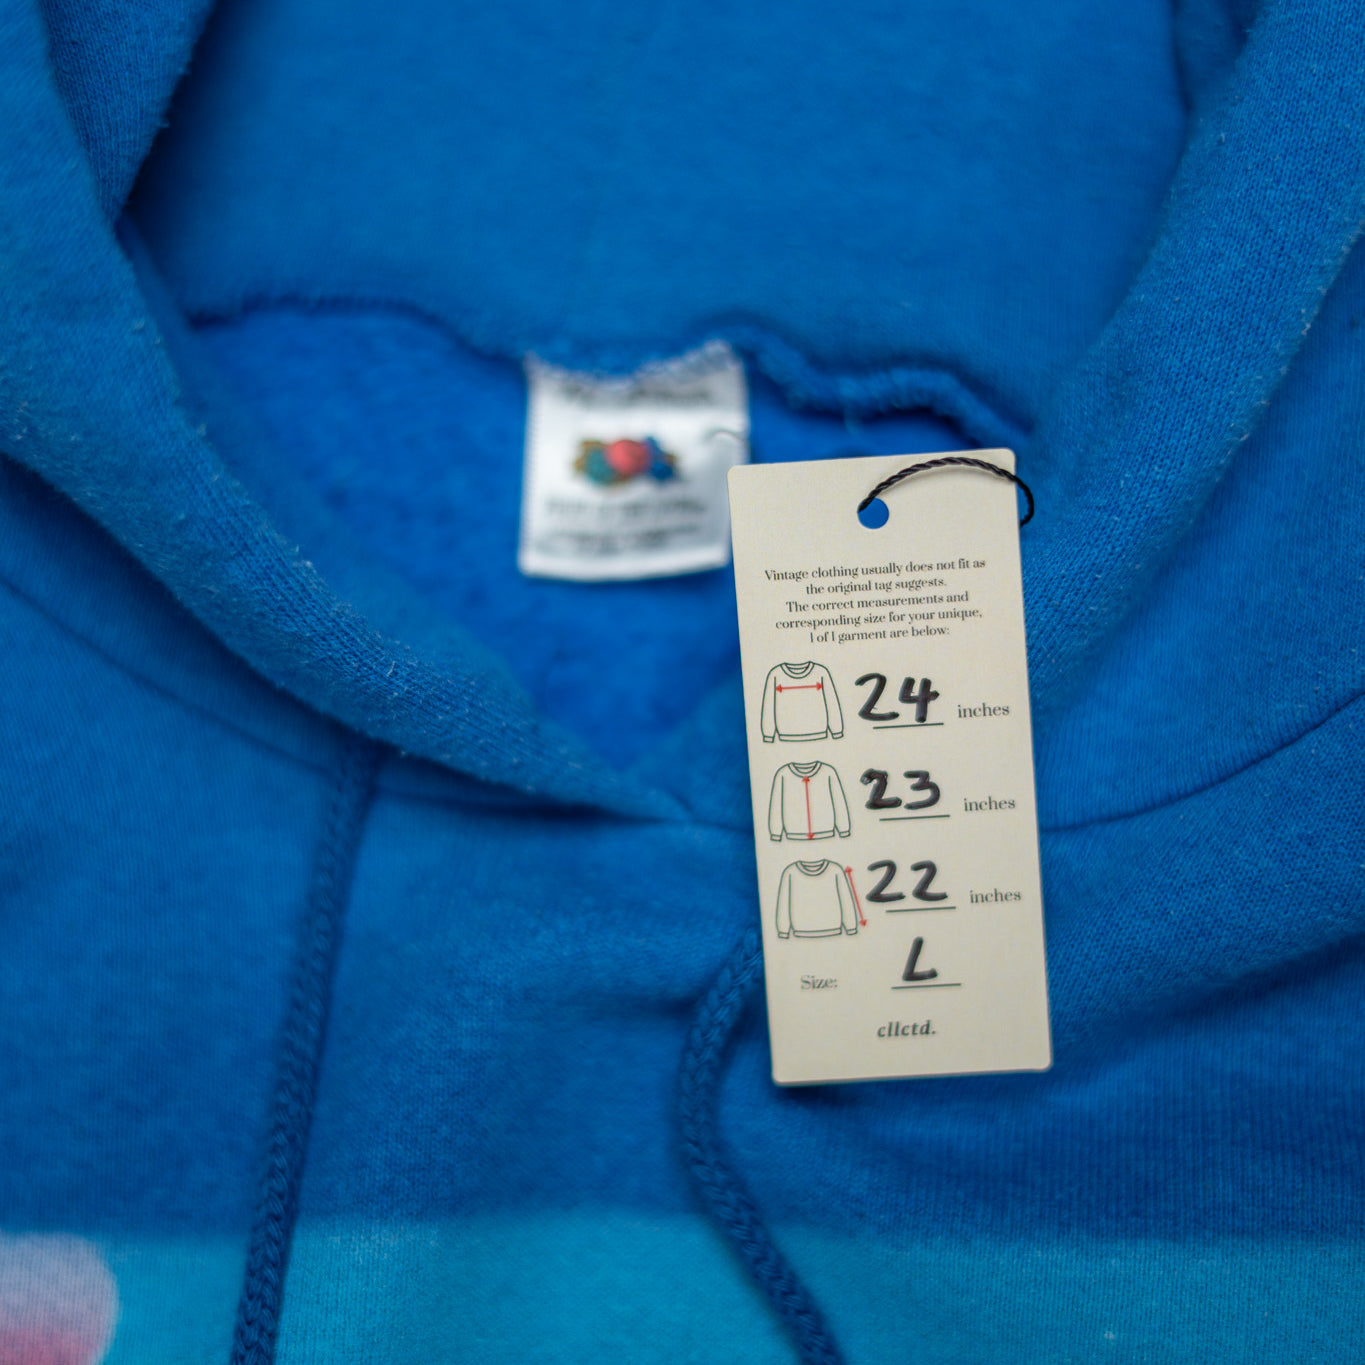 Vintage clothing usually does not fit as
the original tag suggests.
The correct measurements and
corresponding size for your unique,
1 of 1 garment are below:
24 inches
23 inches
22 inches
Size: L
cllctd.